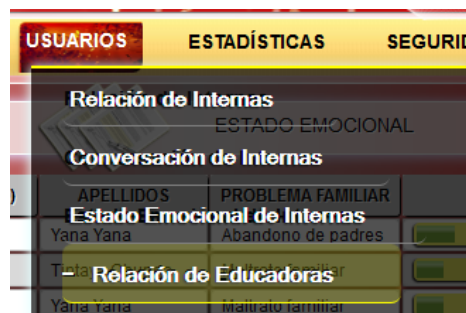 USUARIOS ESTADÍSTICAS SEGURID
Relación de Internas
ESTADO EMOCIONAL
Conversación de Internas
APELLIDOS PROBLEMA FAMILIAR
Estado Emocional de Internas
Yana Yana Abandono de padres
– Relación de Educadoras
Yana Yana Maltrato familiar